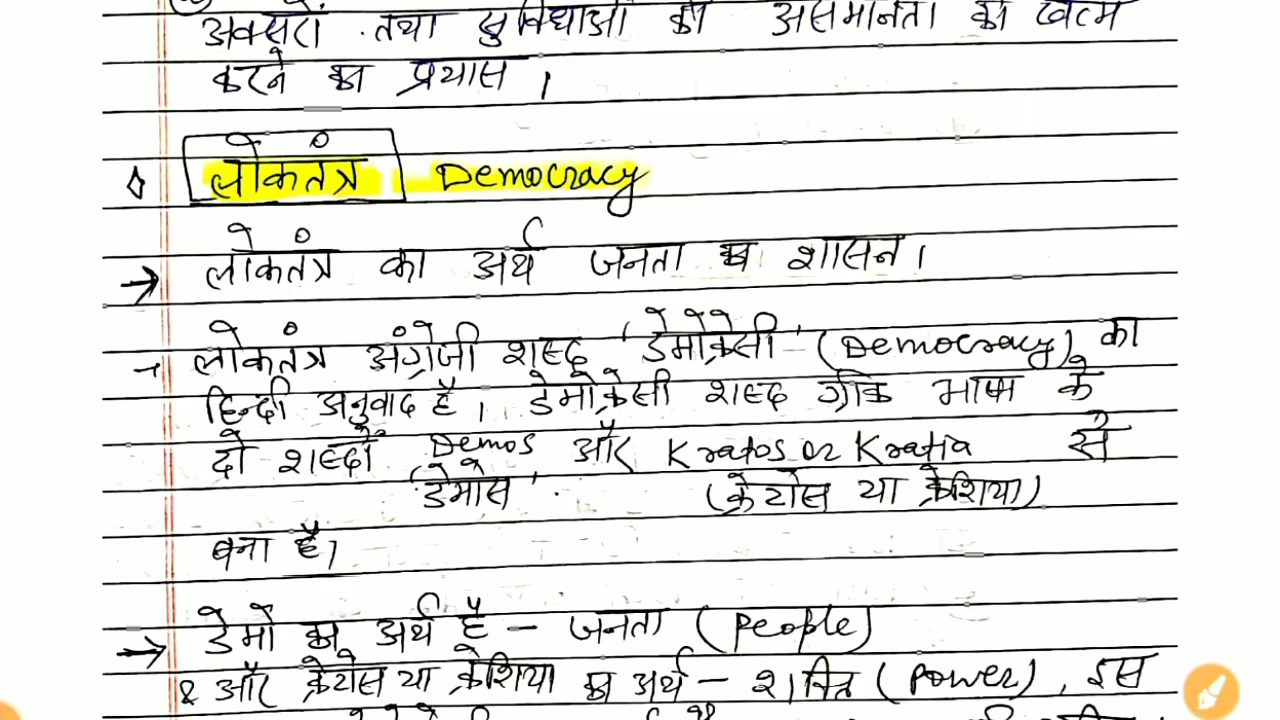 अवसरों तथा सुविधाओं की असमानता को खत्म
करने का प्रयास ।
लोकतंत्र Democracy
→ लोकतंत्र का अर्थ जनता का शासन ।
→ लोकतंत्र अंग्रेजी शब्द 'डेमोक्रेसी' (Democracy) का
हिन्दी अनुवाद है । डेमोक्रेसी शब्द ग्रीक भाषा के
दो शब्दों Demos और Kratos or Kratia से
'डेमोस' (क्रेटोस या क्रेशिया)
बना है ।
→ डेमो का अर्थ है – जनता (People)
& और क्रेटोस या क्रेशिया का अर्थ – शक्ति (Power), इस